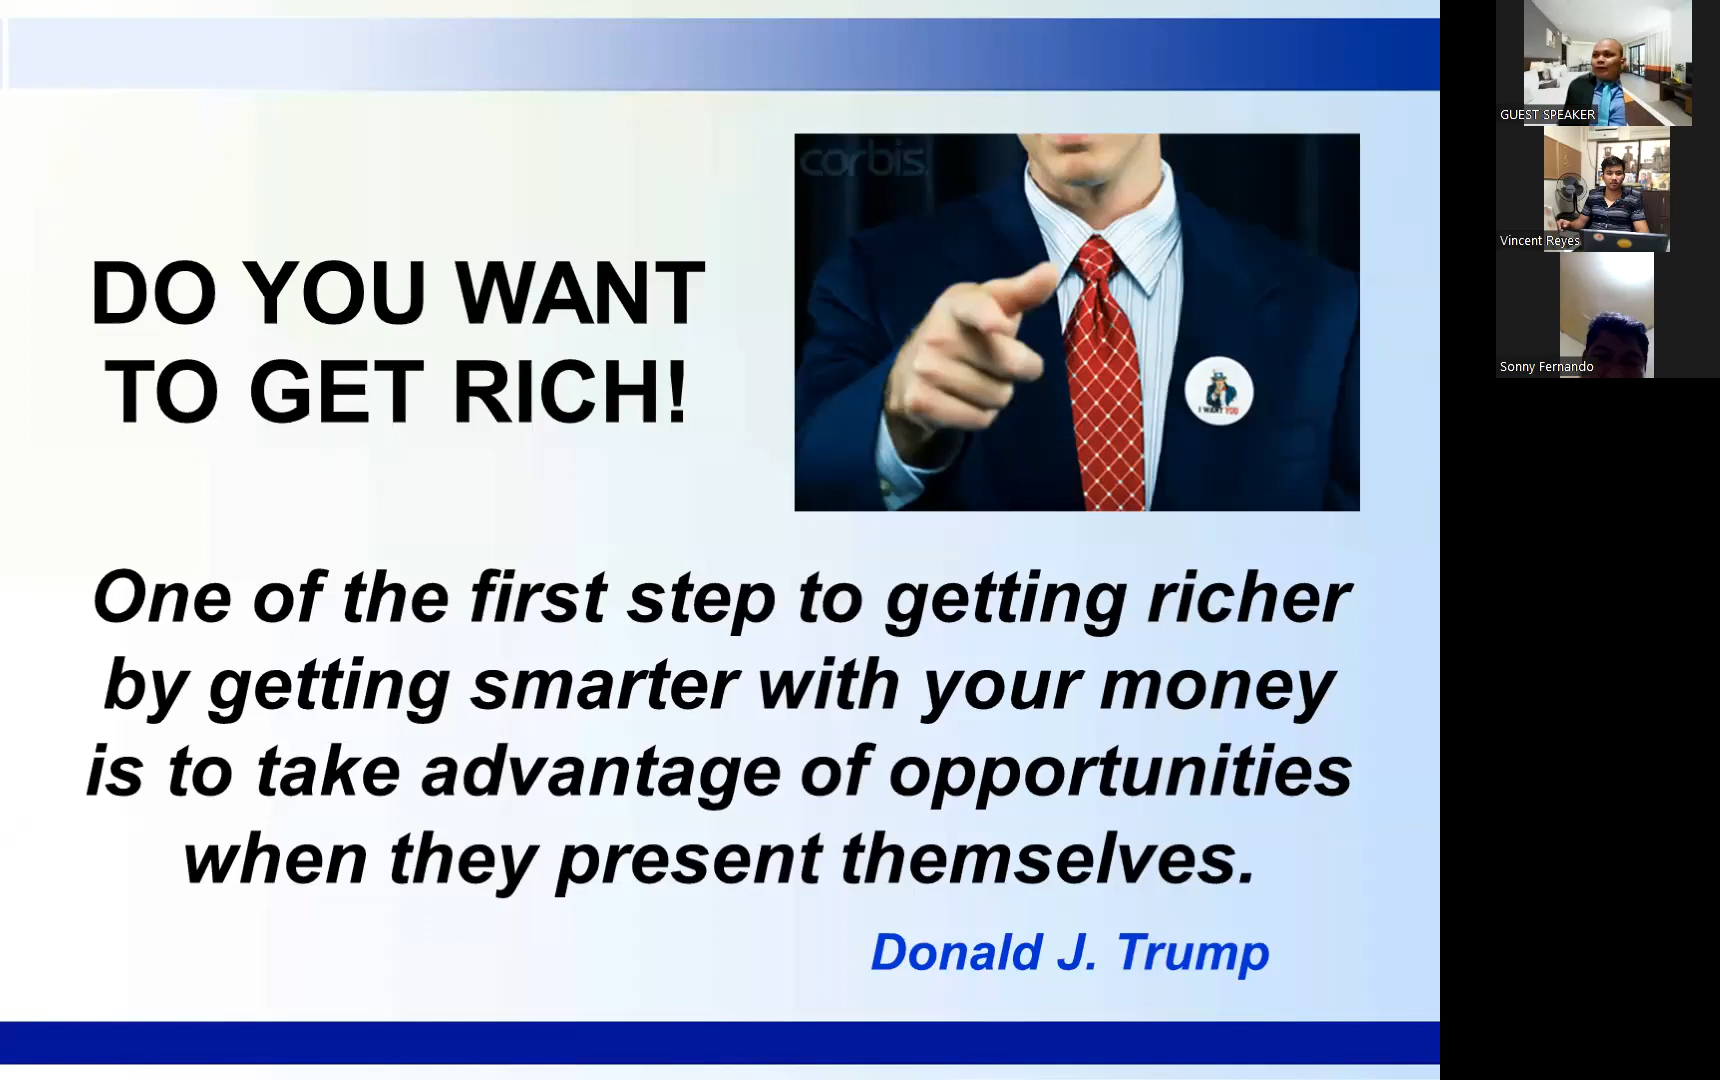 corbis.
DO YOU WANT
TO GET RICH!
I WANT YOU
One of the first step to getting richer
by getting smarter with your money
is to take advantage of opportunities
when they present themselves.
Donald J. Trump
GUEST SPEAKER
Vincent Reyes
Sonny Fernando